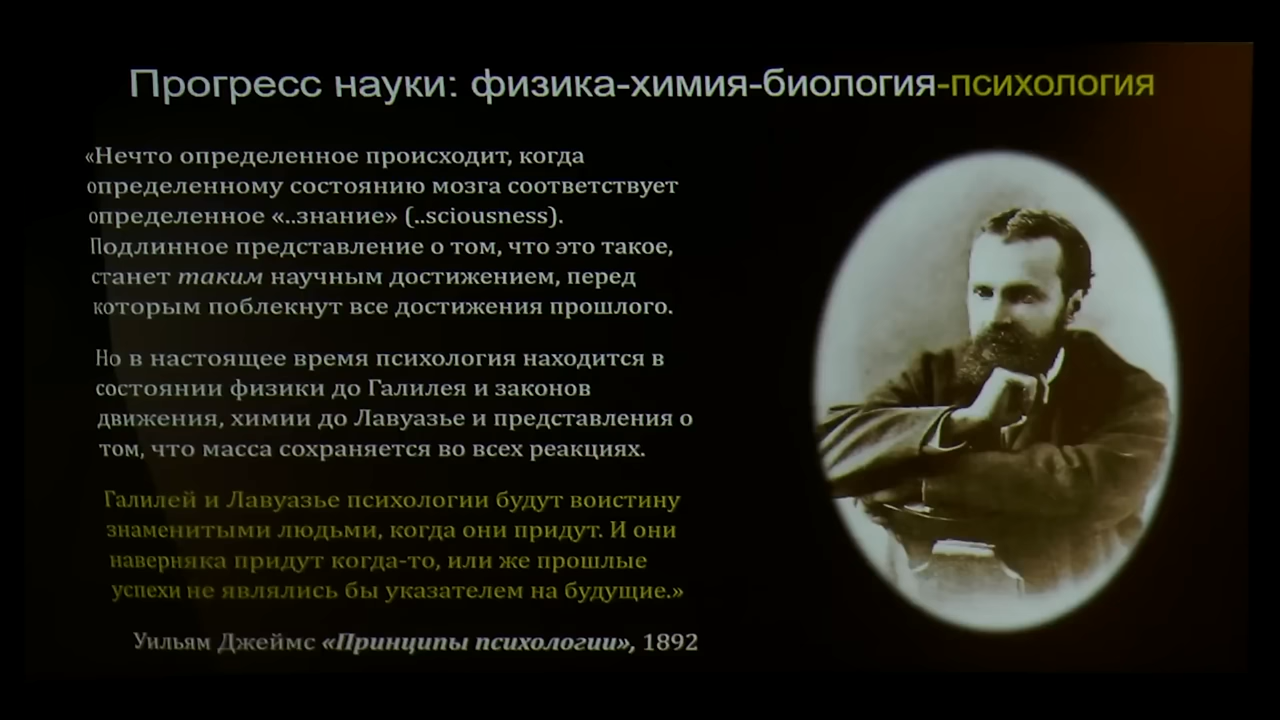 Прогресс науки: физика-химия-биология-психология
«Нечто определенное происходит, когда
определенному состоянию мозга соответствует
определенное «..знание» (..sciousness).
Подлинное представление о том, что это такое,
станет таким научным достижением, перед
которым поблекнут все достижения прошлого.
Но в настоящее время психология находится в
состоянии физики до Галилея и законов
движения, химии до Лавуазье и представления о
том, что масса сохраняется во всех реакциях.
Галилей и Лавуазье психологии будут воистину
знаменитыми людьми, когда они придут. И они
наверняка придут когда-то, или же прошлые
успехи не являлись бы указателем на будущие.»
Уильям Джеймс «Принципы психологии», 1892